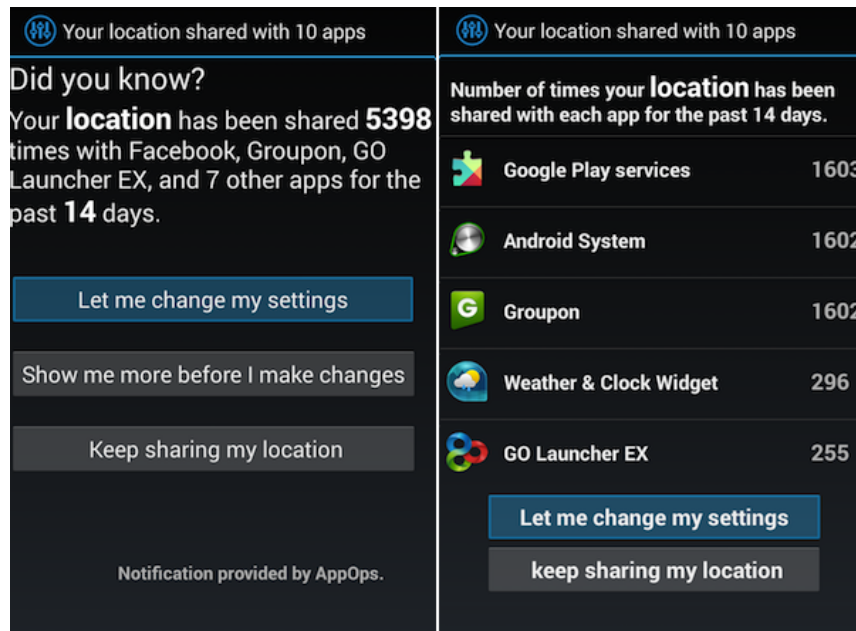 Your location shared with 10 apps
Did you know?
Your location has been shared 5398
times with Facebook, Groupon, GO
Launcher EX, and 7 other apps for the
past 14 days.
Let me change my settings
Show me more before I make changes
Keep sharing my location
Notification provided by AppOps.
Your location shared with 10 apps
Number of times your location has been
shared with each app for the past 14 days.
Google Play services 1603
Android System 1602
G
Groupon 1602
Weather & Clock Widget 296
GO Launcher EX 255
Let me change my settings
keep sharing my location